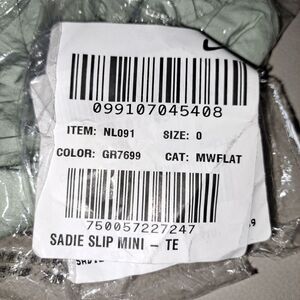 099107045408
ITEM: NL091 SIZE: 0
COLOR: GR7699 CAT: MWFLAT
750057227247
SADIE SLIP MINI - TE